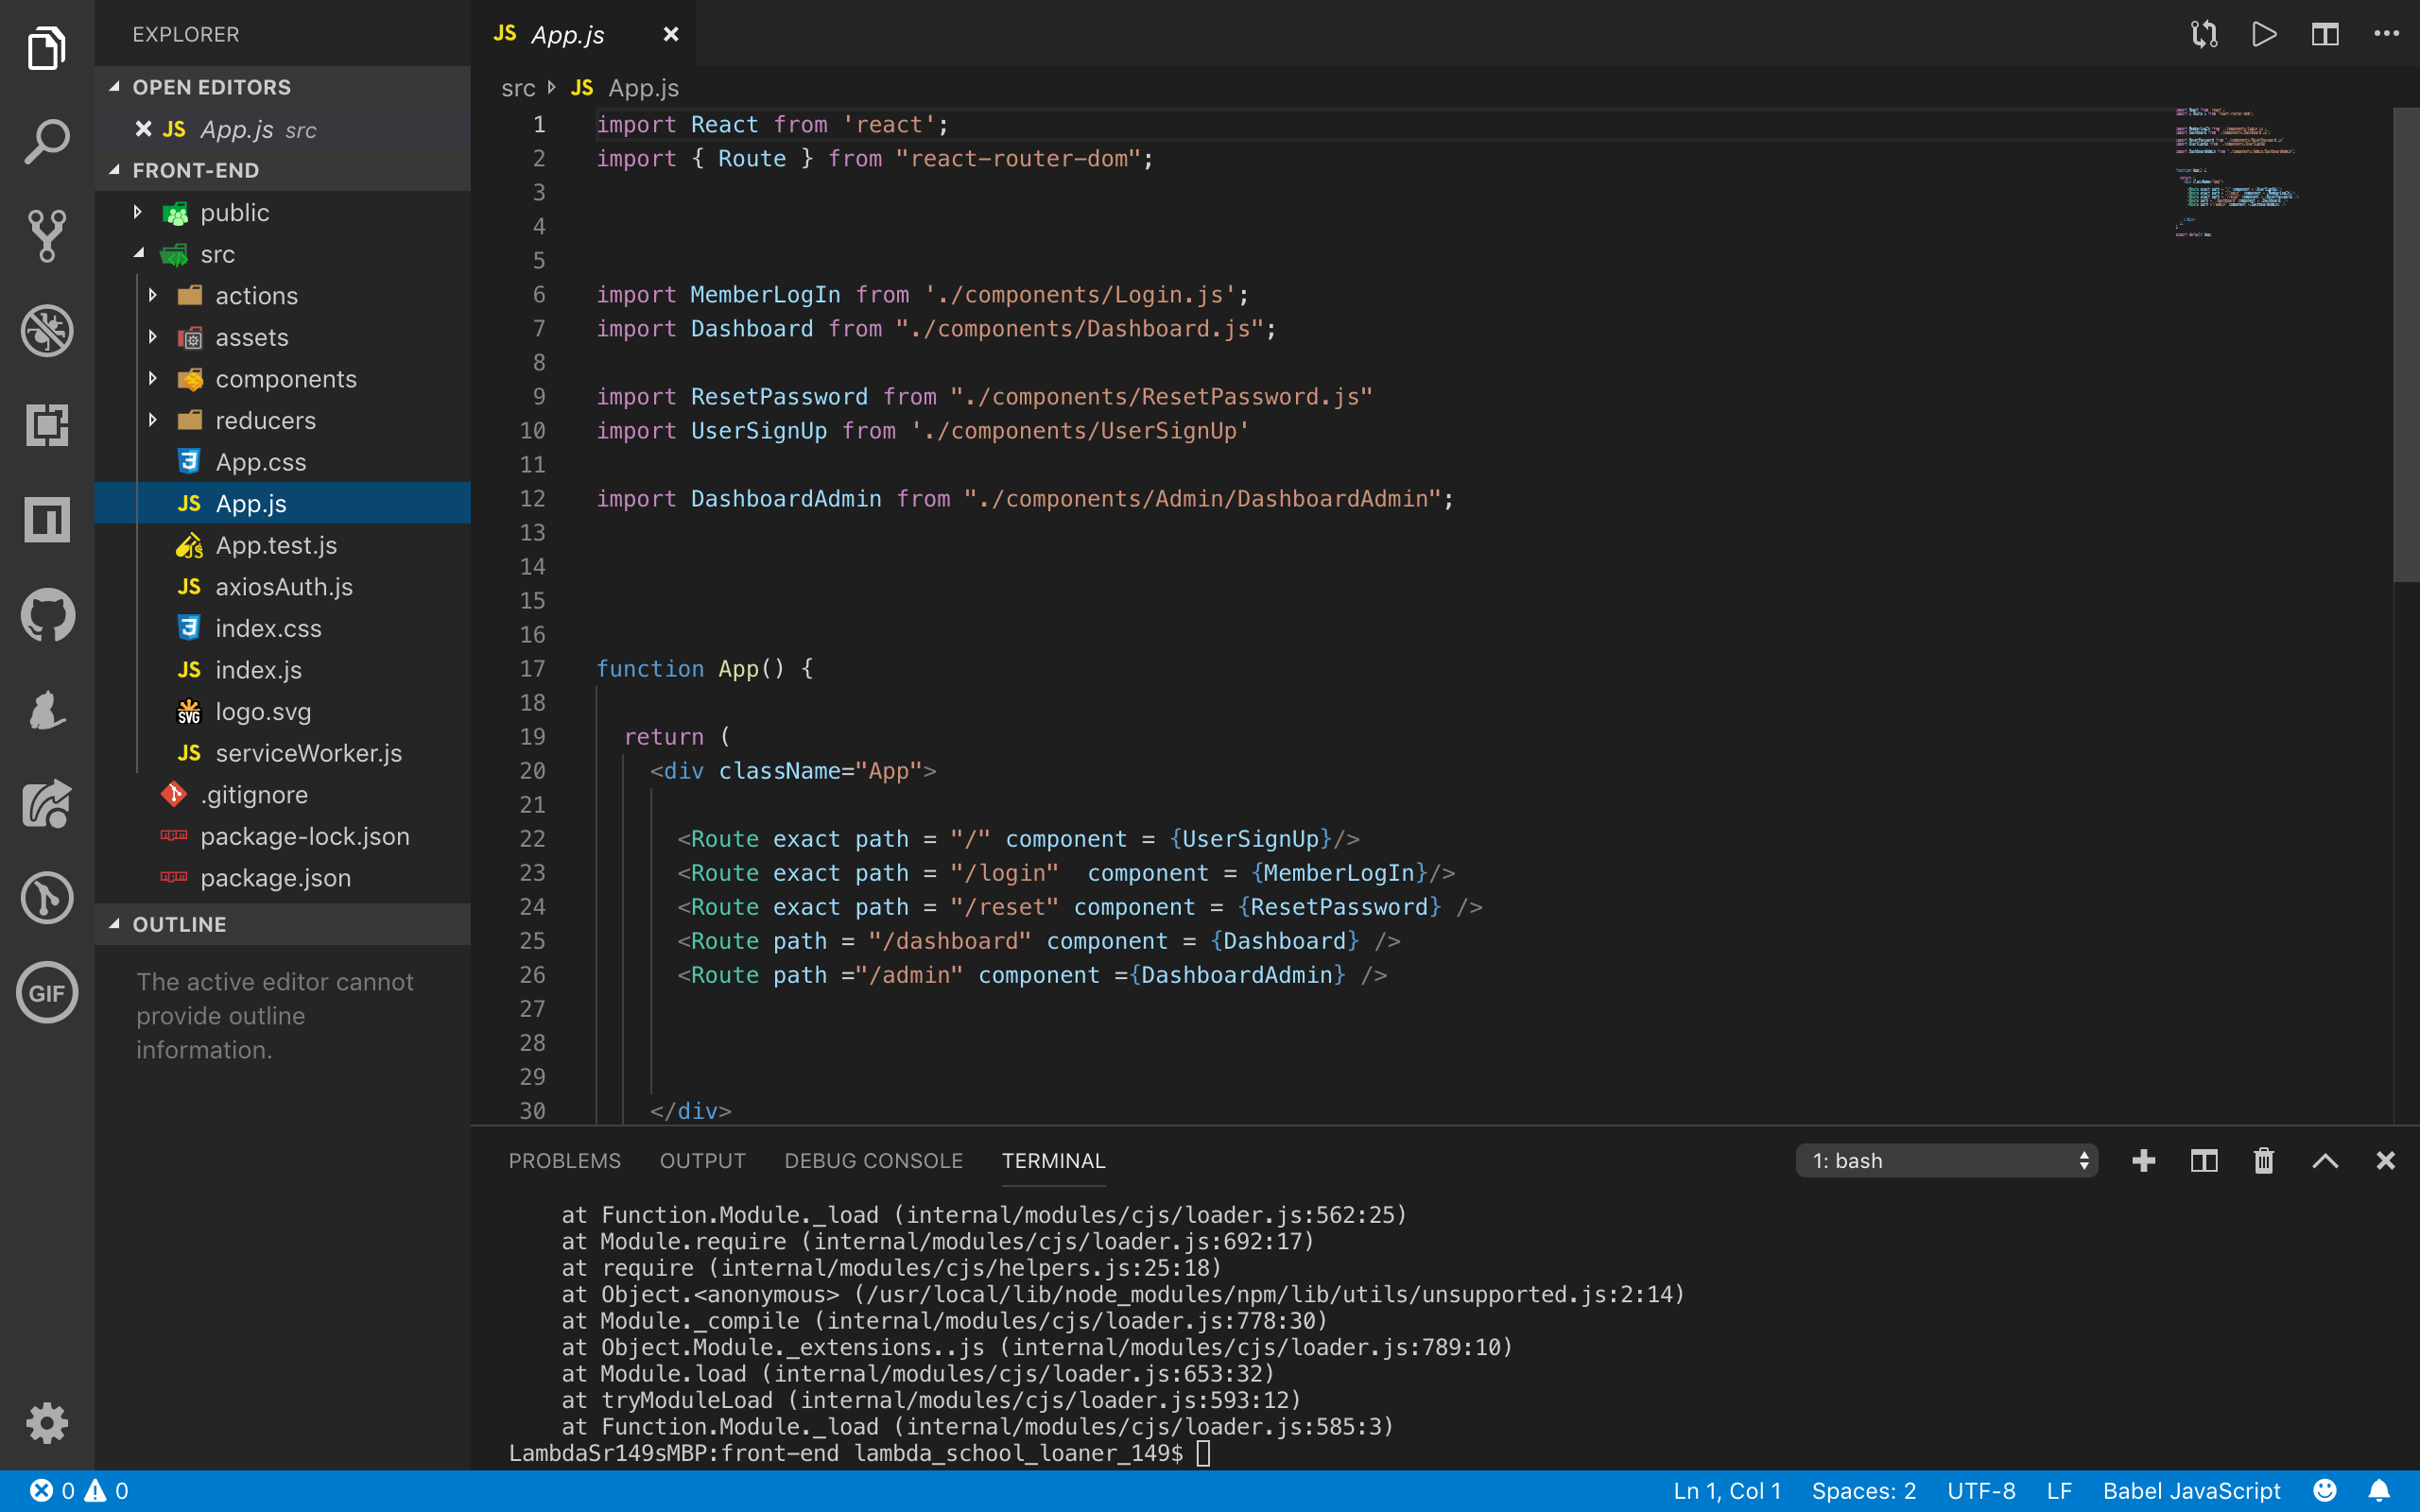 EXPLORER
OPEN EDITORS
JS App.js src
FRONT-END
public
src
actions
assets
components
reducers
App.css
JS App.js
JS App.test.js
JS axiosAuth.js
index.css
JS index.js
SVG logo.svg
JS serviceWorker.js
.gitignore
package-lock.json
package.json
OUTLINE
The active editor cannot
provide outline
information.
GIF
JS App.js
src JS App.js
1 import React from 'react';
2 import { Route } from "react-router-dom";
3
4
5
6 import MemberLogIn from './components/Login.js';
7 import Dashboard from "./components/Dashboard.js";
8
9 import ResetPassword from "./components/ResetPassword.js"
10 import UserSignUp from './components/UserSignUp'
11
12 import DashboardAdmin from "./components/Admin/DashboardAdmin";
13
14
15
16
17 function App() {
18
19 return (
20 <div className="App">
21
22 <Route exact path = "/" component = {UserSignUp}/>
23 <Route exact path = "/login"  component = {MemberLogIn}/>
24 <Route exact path = "/reset" component = {ResetPassword} />
25 <Route path = "/dashboard" component = {Dashboard} />
26 <Route path ="/admin" component ={DashboardAdmin} />
27
28
29
30 </div>
PROBLEMS OUTPUT DEBUG CONSOLE TERMINAL 1: bash
at Function.Module._load (internal/modules/cjs/loader.js:562:25)
at Module.require (internal/modules/cjs/loader.js:692:17)
at require (internal/modules/cjs/helpers.js:25:18)
at Object.<anonymous> (/usr/local/lib/node_modules/npm/lib/utils/unsupported.js:2:14)
at Module._compile (internal/modules/cjs/loader.js:778:30)
at Object.Module._extensions..js (internal/modules/cjs/loader.js:789:10)
at Module.load (internal/modules/cjs/loader.js:653:32)
at tryModuleLoad (internal/modules/cjs/loader.js:593:12)
at Function.Module._load (internal/modules/cjs/loader.js:585:3)
LambdaSr149sMBP:front-end lambda_school_loaner_149$
0 0 Ln 1, Col 1 Spaces: 2 UTF-8 LF Babel JavaScript